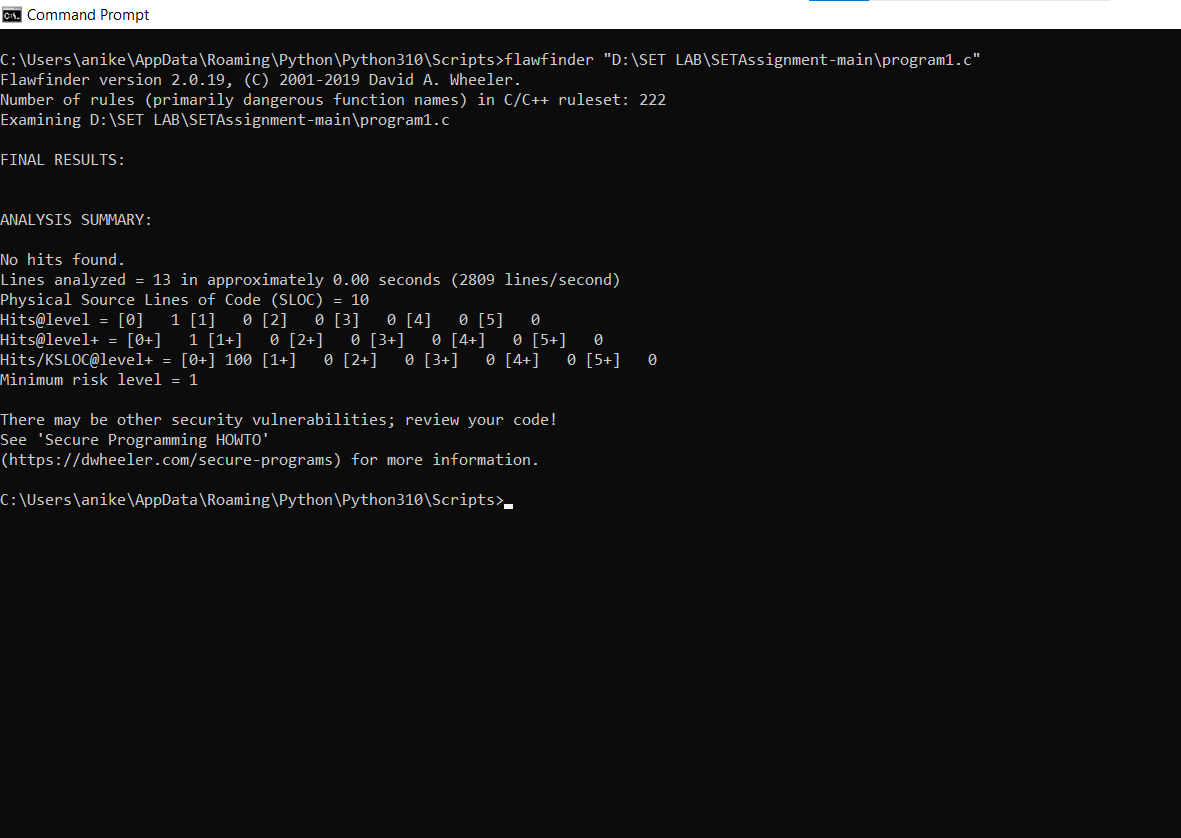 Command Prompt
C:\Users\anike\AppData\Roaming\Python\Python310\Scripts>flawfinder "D:\SET LAB\SETAssignment-main\program1.c"
Flawfinder version 2.0.19, (C) 2001-2019 David A. Wheeler.
Number of rules (primarily dangerous function names) in C/C++ ruleset: 222
Examining D:\SET LAB\SETAssignment-main\program1.c
FINAL RESULTS:
ANALYSIS SUMMARY:
No hits found.
Lines analyzed = 13 in approximately 0.00 seconds (2809 lines/second)
Physical Source Lines of Code (SLOC) = 10
Hits@level = [0]   1 [1]   0 [2]   0 [3]   0 [4]   0 [5]   0
Hits@level+ = [0+]   1 [1+]   0 [2+]   0 [3+]   0 [4+]   0 [5+]   0
Hits/KSLOC@level+ = [0+] 100 [1+]   0 [2+]   0 [3+]   0 [4+]   0 [5+]   0
Minimum risk level = 1
There may be other security vulnerabilities; review your code!
See 'Secure Programming HOWTO'
(https://dwheeler.com/secure-programs) for more information.
C:\Users\anike\AppData\Roaming\Python\Python310\Scripts>